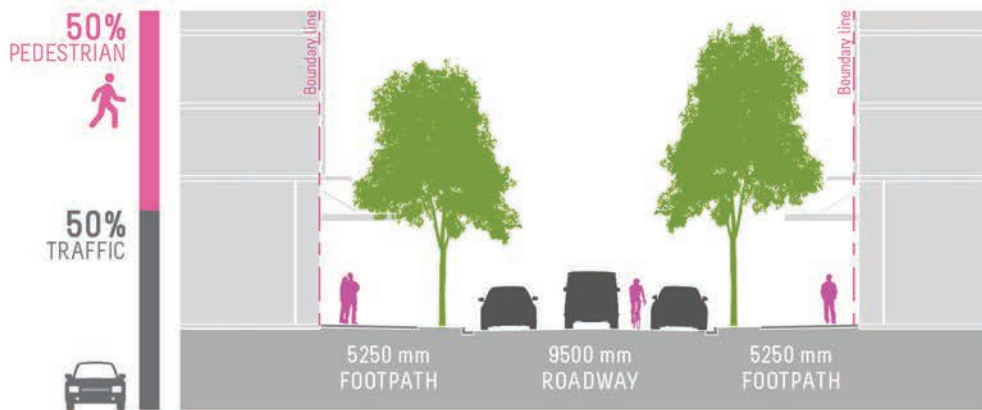 50%
PEDESTRIAN
50%
TRAFFIC
Boundary line
Boundary line
5250 mm
FOOTPATH
9500 mm
ROADWAY
5250 mm
FOOTPATH